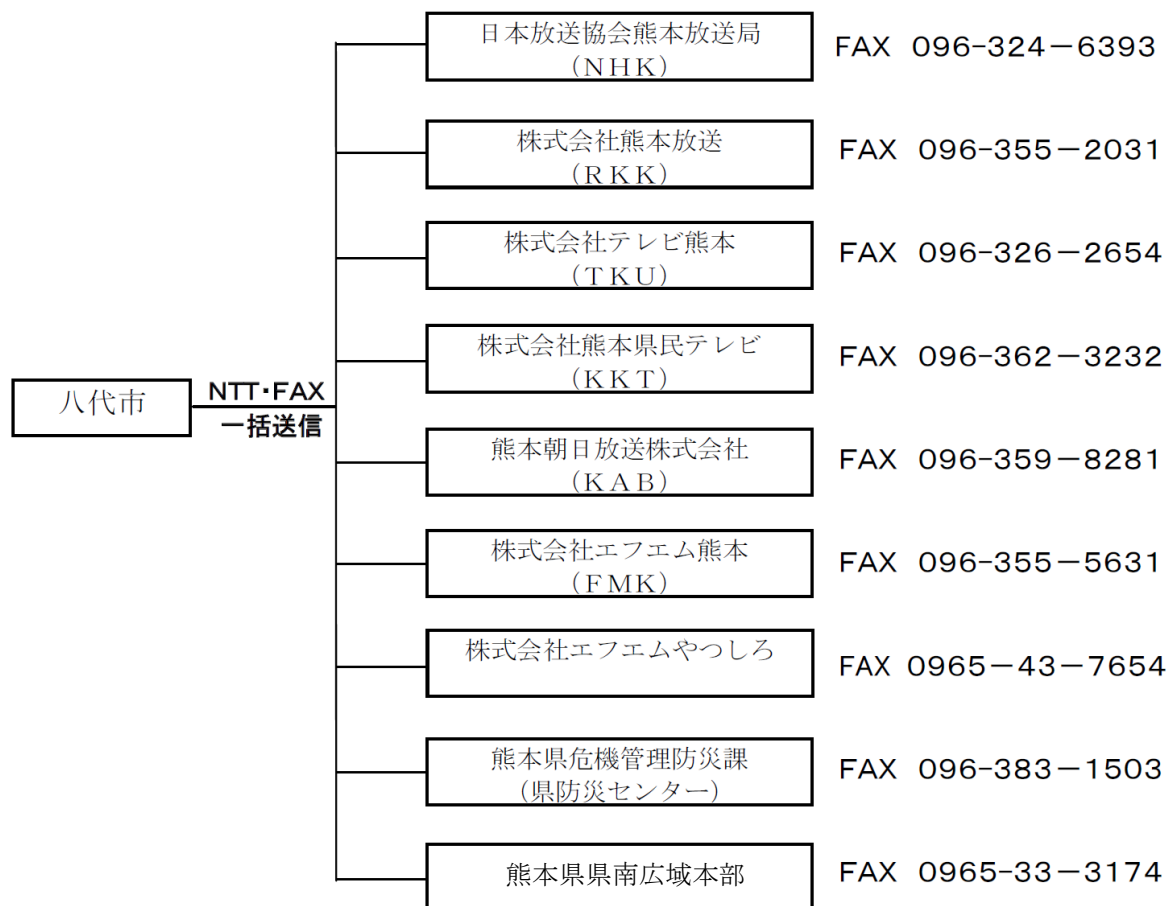 日本放送協会熊本放送局
(ＮＨＫ)
FAX 096-324－6393
株式会社熊本放送
(ＲＫＫ)
FAX 096-355－2031
株式会社テレビ熊本
(ＴＫＵ)
FAX 096-326－2654
株式会社熊本県民テレビ
(ＫＫＴ)
FAX 096-362－3232
八代市
NTT・FAX
一括送信
熊本朝日放送株式会社
(ＫＡＢ)
FAX 096-359－8281
株式会社エフエム熊本
(ＦＭＫ)
FAX 096-355－5631
株式会社エフエムやつしろ
FAX 0965－43－7654
熊本県危機管理防災課
(県防災センター)
FAX 096-383－1503
熊本県県南広域本部
FAX 0965-33－3174